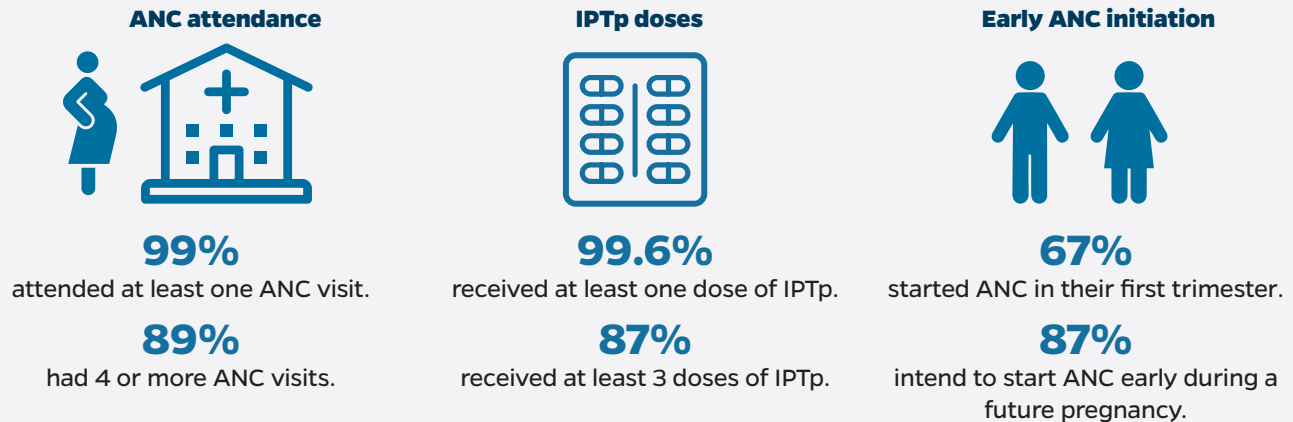 ANC attendance
99%
attended at least one ANC visit.
89%
had 4 or more ANC visits.
IPTp doses
99.6%
received at least one dose of IPTp.
87%
received at least 3 doses of IPTp.
Early ANC initiation
67%
started ANC in their first trimester.
87%
intend to start ANC early during a
future pregnancy.